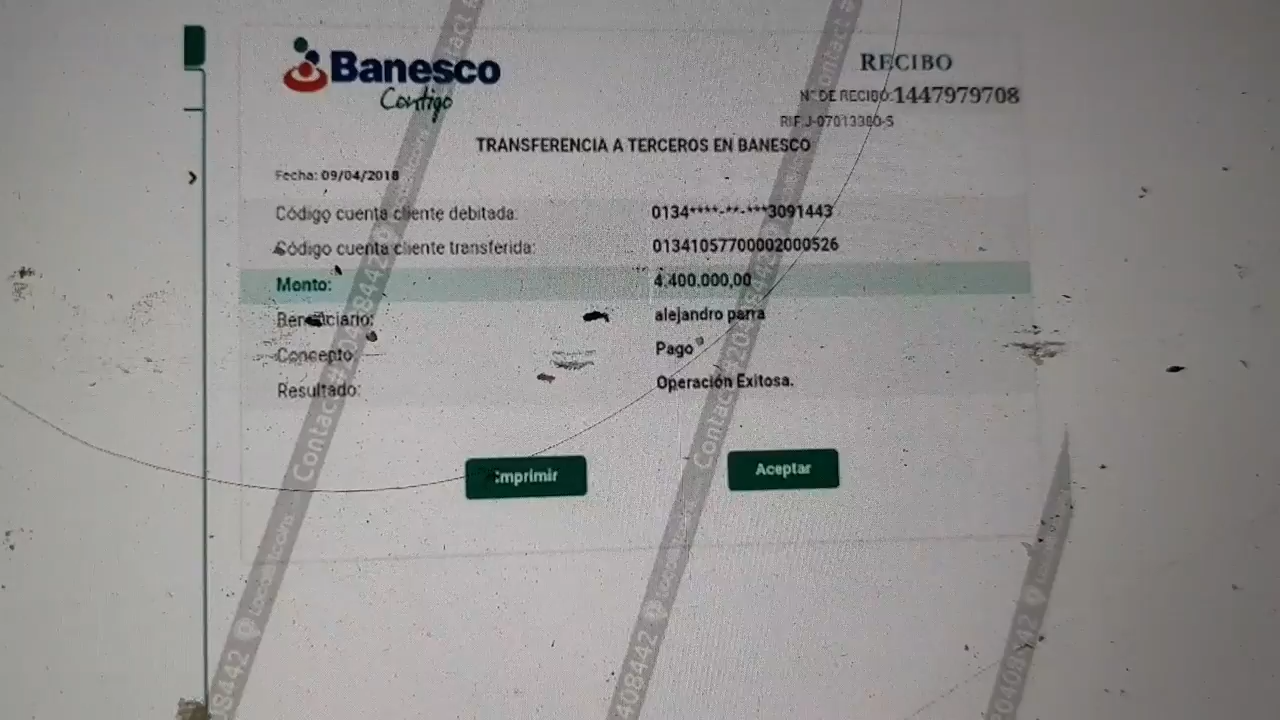 Banesco
Contigo
RECIBO
N° DE RECIBO:1447979708
RIF.J-07013380-5
TRANSFERENCIA A TERCEROS EN BANESCO
Fecha: 09/04/2018
Código cuenta cliente debitada: 0134****-**-***3091443
Código cuenta cliente transferida: 01341057700002000526
Monto: 4.400.000,00
Beneficiario: alejandro parra
Concepto: Pago
Resultado: Operación Exitosa.
Imprimir Aceptar